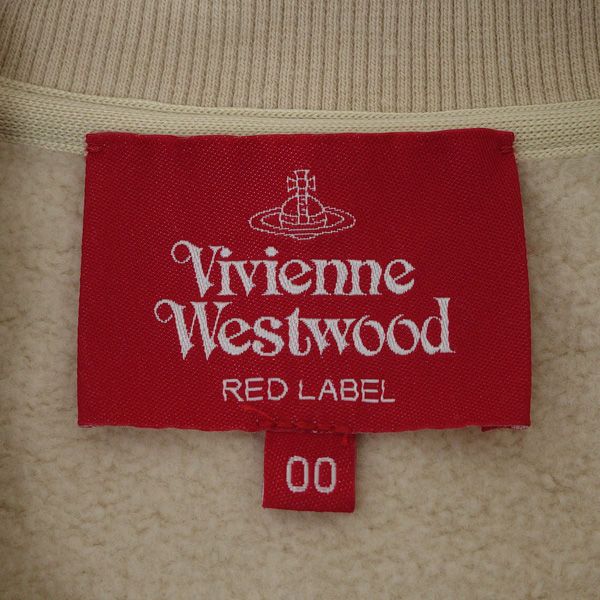 Vivienne
Westwood
RED LABEL
00